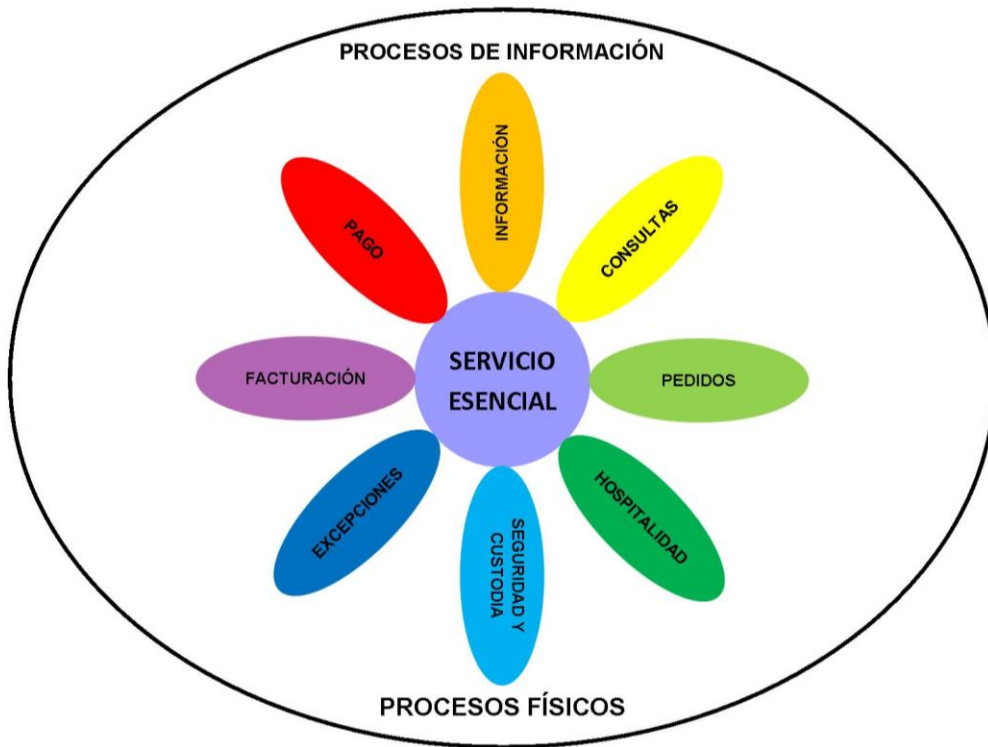 PROCESOS DE INFORMACIÓN
INFORMACIÓN
CONSULTAS
PEDIDOS
HOSPITALIDAD
SEGURIDAD Y
CUSTODIA
EXCEPCIONES
FACTURACIÓN
PAGO
SERVICIO
ESENCIAL
PROCESOS FÍSICOS